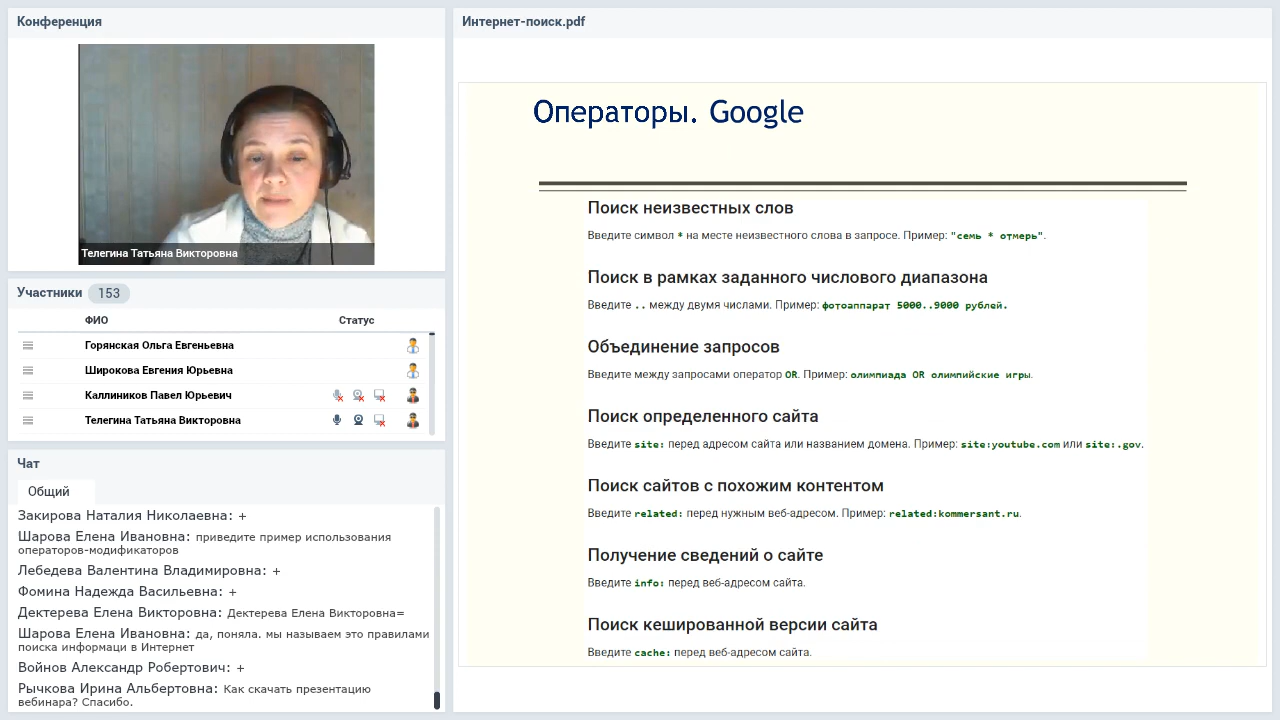 Конференция
Телегина Татьяна Викторовна
Участники 153
ФИО Статус
Горянская Ольга Евгеньевна
Широкова Евгения Юрьевна
Каллиников Павел Юрьевич
Телегина Татьяна Викторовна
Чат
Общий
Закирова Наталия Николаевна: +
Шарова Елена Ивановна: приведите пример использования
операторов-модификаторов
Лебедева Валентина Владимировна: +
Фомина Надежда Васильевна: +
Дектерева Елена Викторовна: Дектерева Елена Викторовна=
Шарова Елена Ивановна: да, поняла. мы называем это правилами
поиска информаци в Интернет
Войнов Александр Робертович: +
Рычкова Ирина Альбертовна: Как скачать презентацию
вебинара? Спасибо.
Интернет-поиск.pdf
Операторы. Google
Поиск неизвестных слов
Введите символ * на месте неизвестного слова в запросе. Пример: "семь * отмерь".
Поиск в рамках заданного числового диапазона
Введите .. между двумя числами. Пример: фотоаппарат 5000..9000 рублей.
Объединение запросов
Введите между запросами оператор OR. Пример: олимпиада OR олимпийские игры.
Поиск определенного сайта
Введите site: перед адресом сайта или названием домена. Пример: site:youtube.com или site:.gov.
Поиск сайтов с похожим контентом
Введите related: перед нужным веб-адресом. Пример: related:kommersant.ru.
Получение сведений о сайте
Введите info: перед веб-адресом сайта.
Поиск кешированной версии сайта
Введите cache: перед веб-адресом сайта.